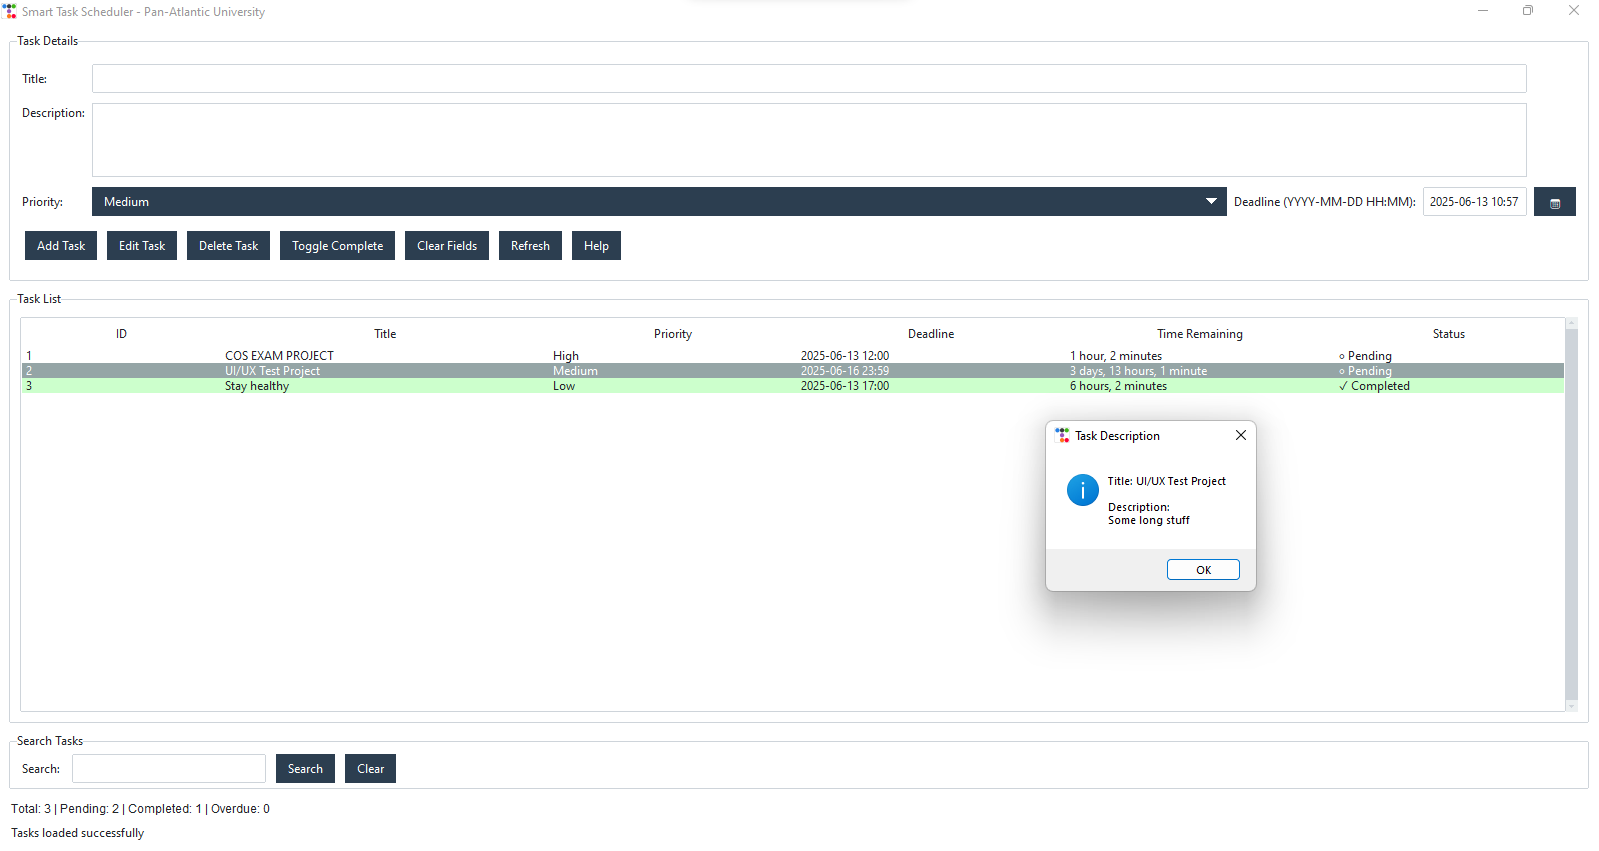 Smart Task Scheduler - Pan-Atlantic University
Task Details
Title:
Description:
Priority: Medium Deadline (YYYY-MM-DD HH:MM): 2025-06-13 10:57
Add Task Edit Task Delete Task Toggle Complete Clear Fields Refresh Help
Task List
ID Title Priority Deadline Time Remaining Status
1 COS EXAM PROJECT High 2025-06-13 12:00 1 hour, 2 minutes ○ Pending
2 UI/UX Test Project Medium 2025-06-16 23:59 3 days, 13 hours, 1 minute ○ Pending
3 Stay healthy Low 2025-06-13 17:00 6 hours, 2 minutes ✓ Completed
Task Description
Title: UI/UX Test Project
Description:
Some long stuff
OK
Search Tasks
Search: Search Clear
Total: 3 | Pending: 2 | Completed: 1 | Overdue: 0
Tasks loaded successfully